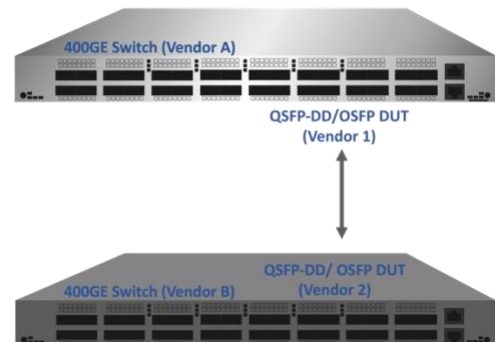 400GE Switch (Vendor A)
QSFP-DD/OSFP DUT
(Vendor 1)
QSFP-DD/ OSFP DUT
400GE Switch (Vendor B) (Vendor 2)